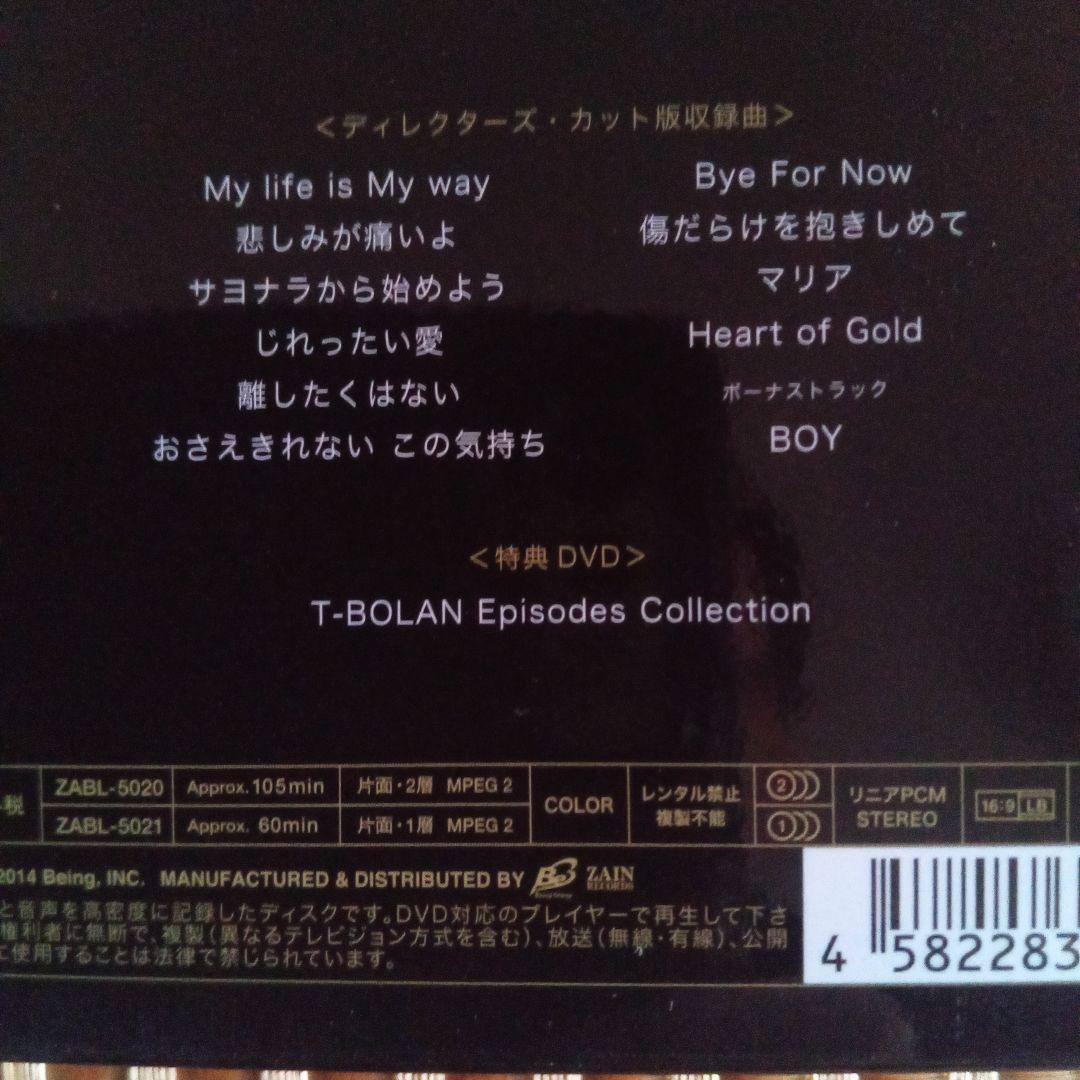 <ディレクターズ・カット版収録曲>
My life is My way
悲しみが痛いよ
サヨナラから始めよう
じれったい愛
離したくはない
おさえきれない この気持ち
Bye For Now
傷だらけを抱きしめて
マリア
Heart of Gold
ボーナストラック
BOY
<特典DVD>
T-BOLAN Episodes Collection
+税
ZABL-5020 Approx.105min 片面・2層 MPEG 2
ZABL-5021 Approx. 60min 片面・1層 MPEG 2
COLOR
レンタル禁止
複製不能
2
1
リニアPCM
STEREO
16:9 LB
2014 Being, INC. MANUFACTURED & DISTRIBUTED BY B3 ZAIN RECORDS
と音声を高密度に記録したディスクです。DVD対応のプレイヤーで再生して下さ
権利者に無断で、複製(異なるテレビジョン方式を含む)、放送(無線・有線)、公開
に使用することは法律で禁じられています。
4 582283